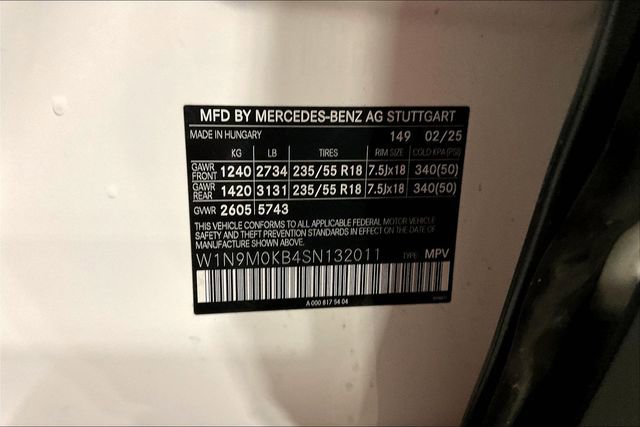 MFD BY MERCEDES-BENZ AG STUTTGART
MADE IN HUNGARY 149 02/25
KG LB TIRES RIM SIZE COLD KPA (PSI)
GAWR FRONT 1240 2734 235/55 R18 7.5Jx18 340(50)
GAWR REAR 1420 3131 235/55 R18 7.5Jx18 340(50)
GVWR 2605 5743
THIS VEHICLE CONFORMS TO ALL APPLICABLE FEDERAL MOTOR VEHICLE
SAFETY AND THEFT PREVENTION STANDARDS IN EFFECT ON THE DATE OF
MANUFACTURE SHOWN ABOVE.
W1N9M0KB4SN132011 TYPE: MPV
A 000 817 54 04